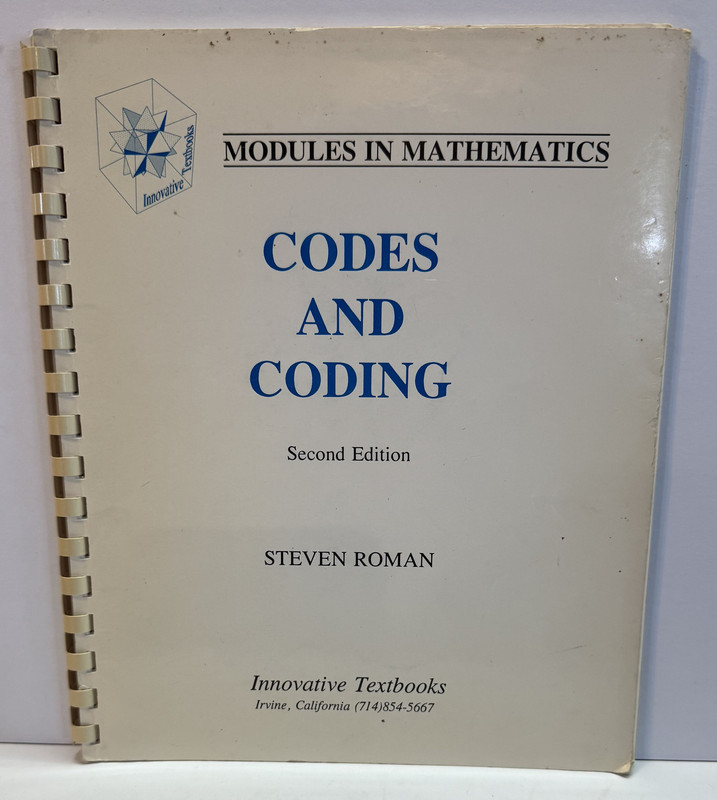 Innovative Textbooks
MODULES IN MATHEMATICS
CODES
AND
CODING
Second Edition
STEVEN ROMAN
Innovative Textbooks
Irvine, California (714)854-5667